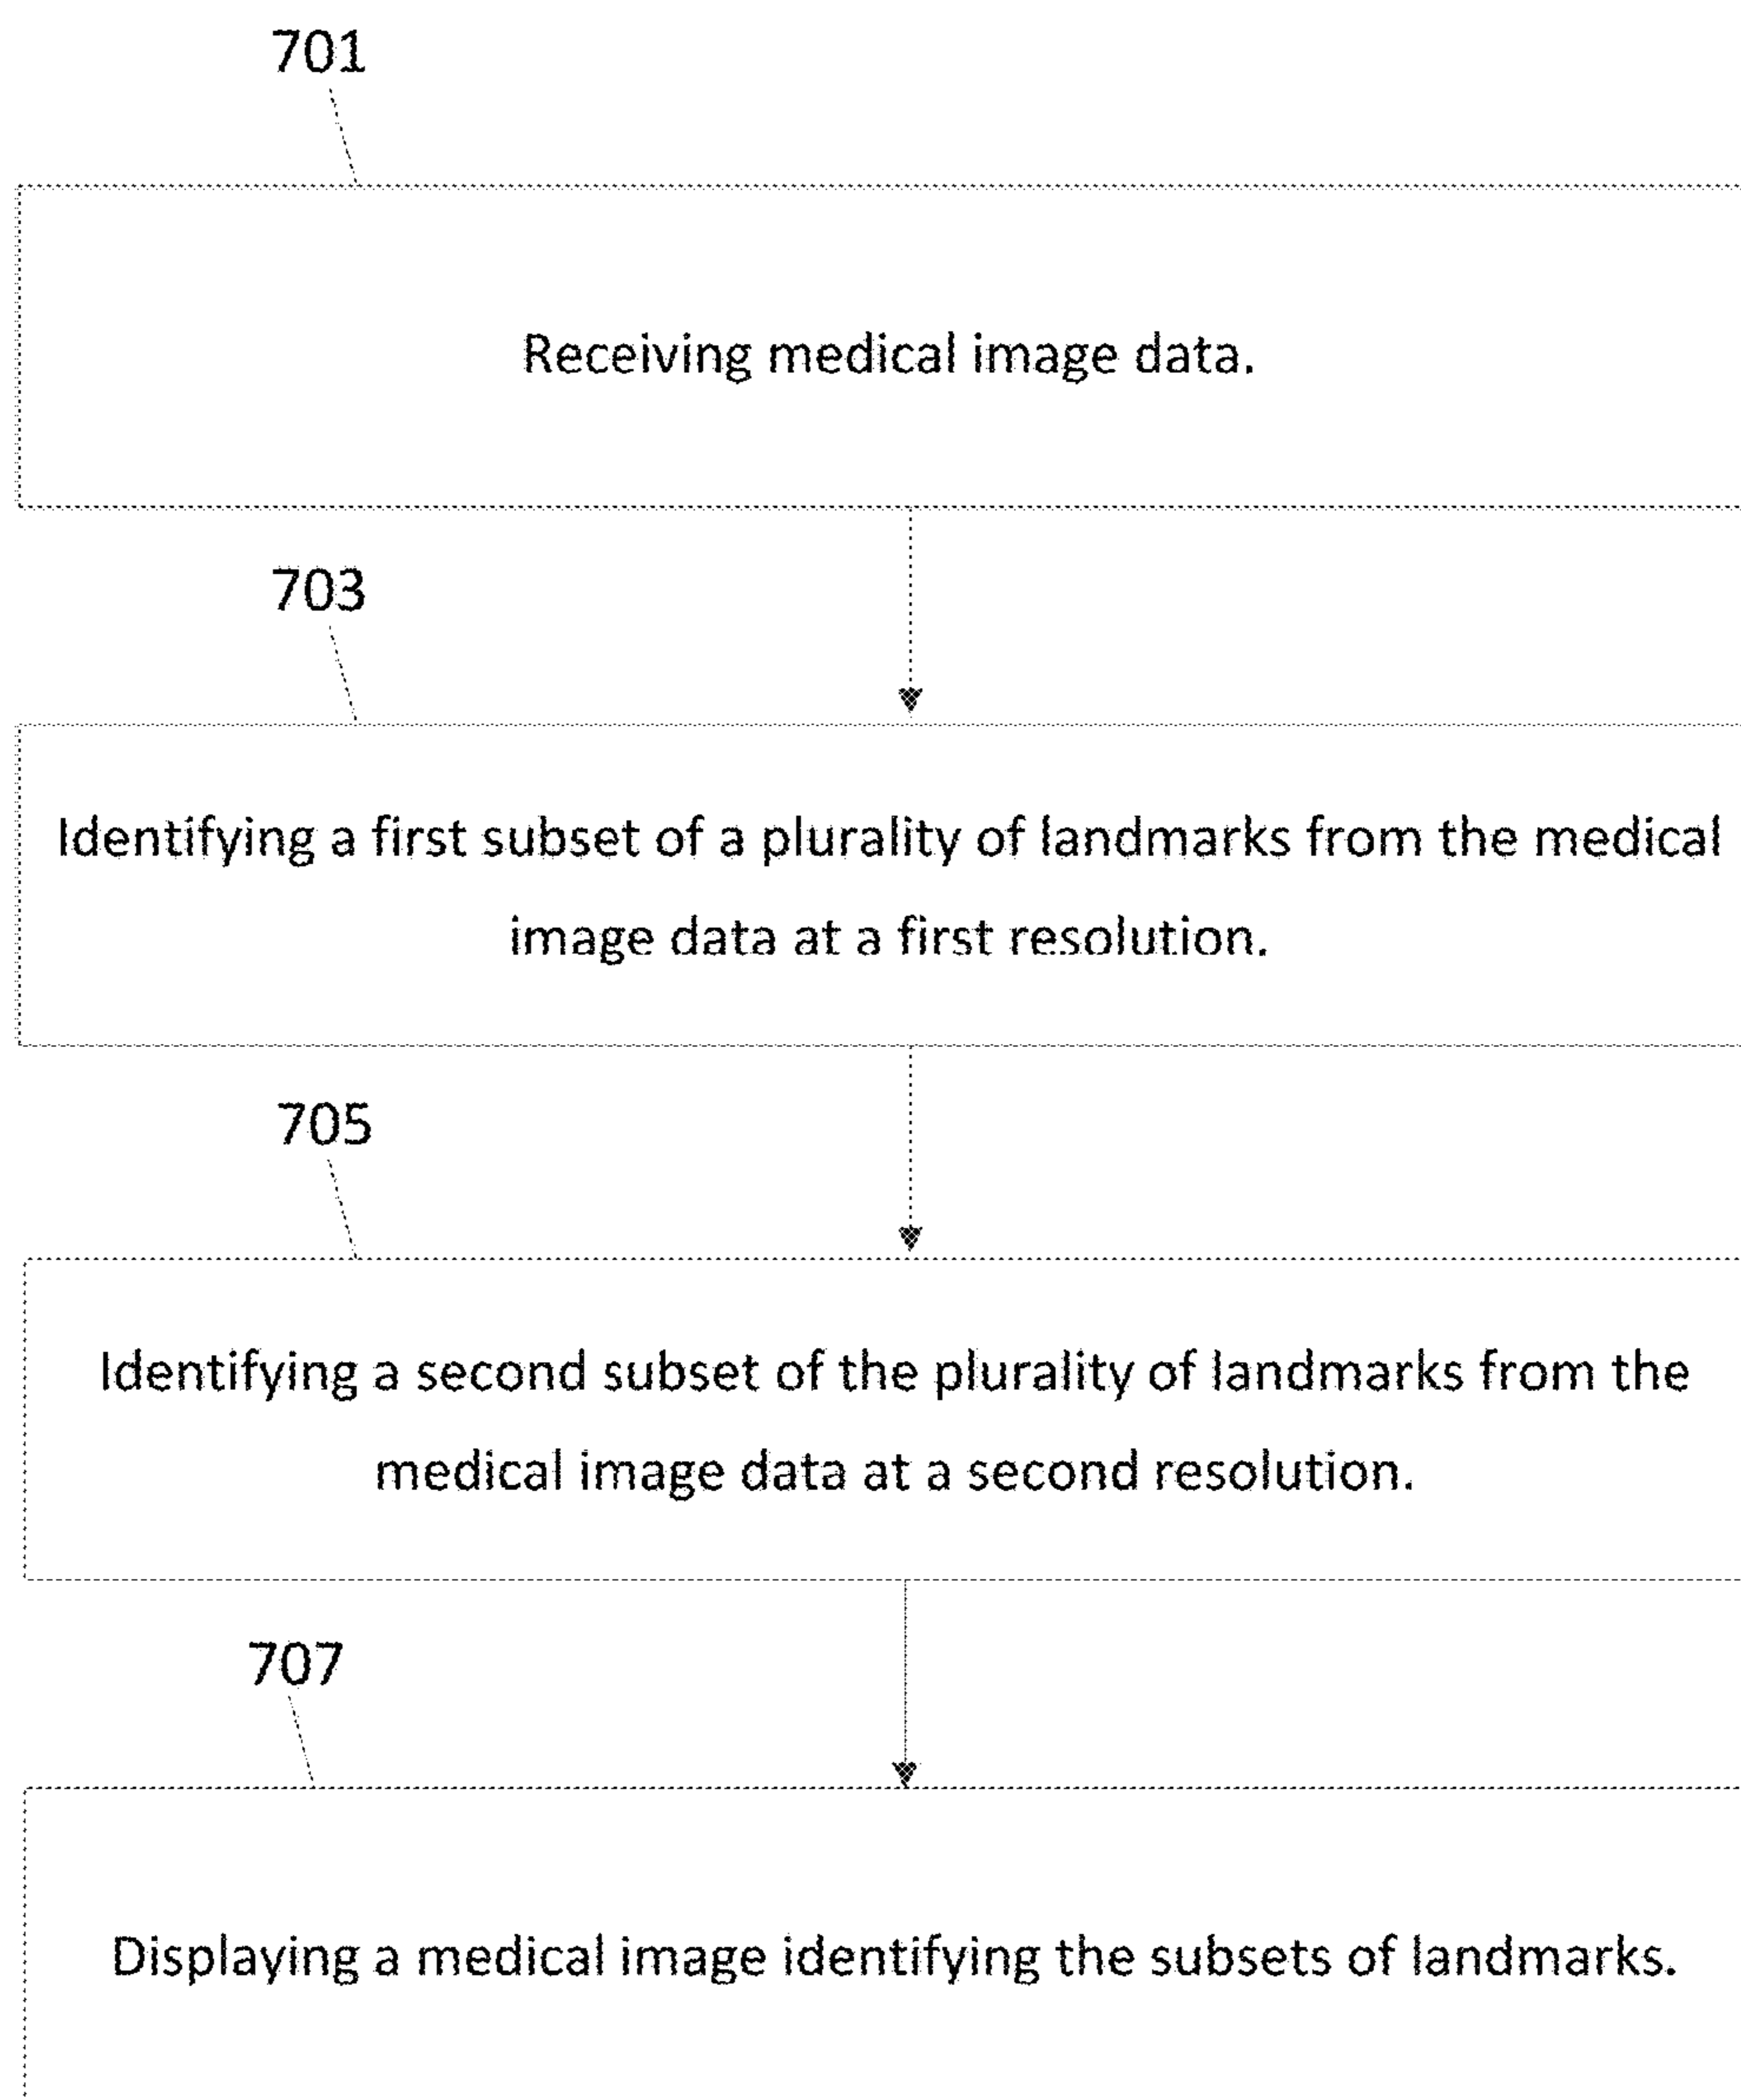 701
Receiving medical image data.
703
Identifying a first subset of a plurality of landmarks from the medical
image data at a first resolution.
705
Identifying a second subset of the plurality of landmarks from the
medical image data at a second resolution.
707
Displaying a medical image identifying the subsets of landmarks.